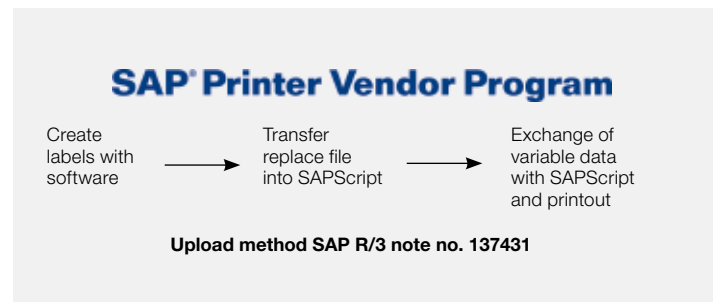 SAP® Printer Vendor Program
Create
labels with
software
Transfer
replace file
into SAPScript
Exchange of
variable data
with SAPScript
and printout
Upload method SAP R/3 note no. 137431